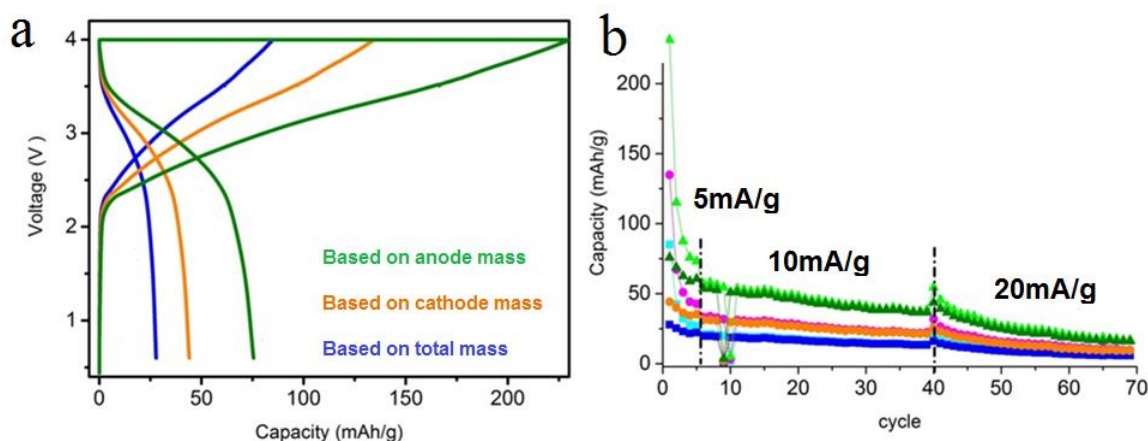 a
4
3
2
1
Voltage (V)
Based on anode mass
Based on cathode mass
Based on total mass
0 50 100 150 200
Capacity (mAh/g)
b
200
150
100
50
0
Capacity (mAh/g)
5mA/g
10mA/g
20mA/g
0 10 20 30 40 50 60 70
cycle